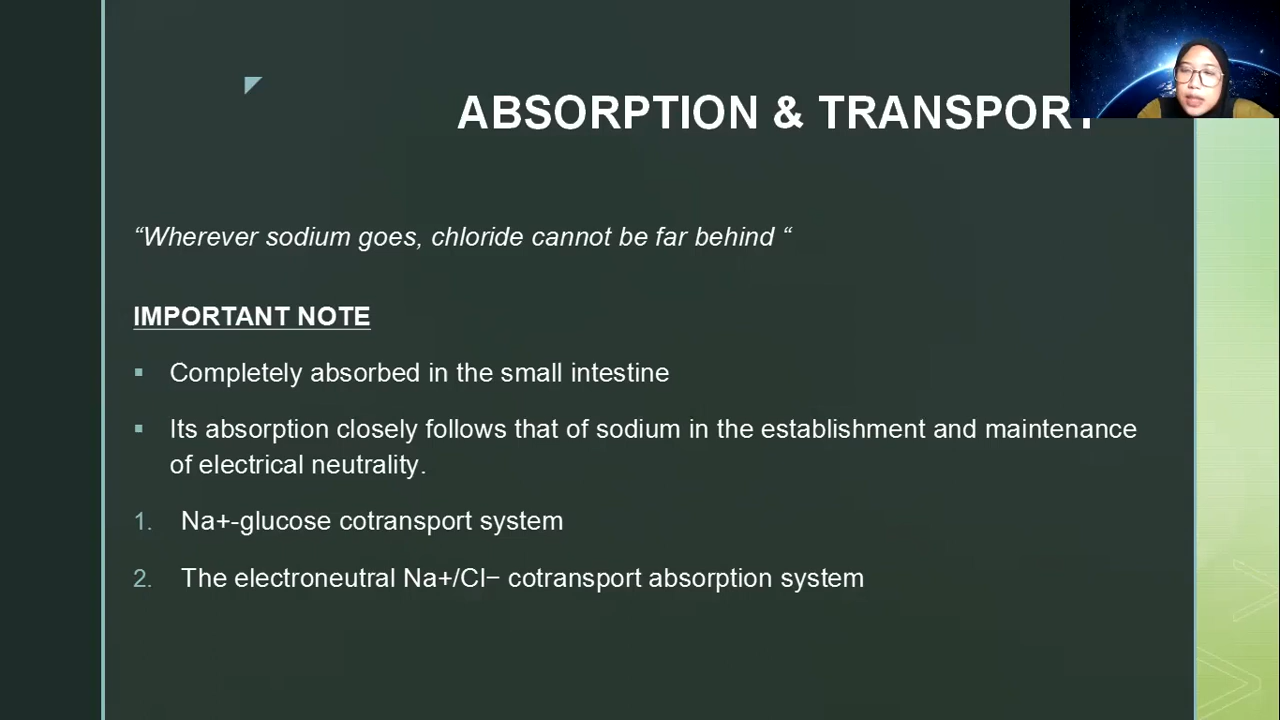 ABSORPTION & TRANSPORT
“Wherever sodium goes, chloride cannot be far behind “
IMPORTANT NOTE
▪ Completely absorbed in the small intestine
▪ Its absorption closely follows that of sodium in the establishment and maintenance
of electrical neutrality.
1. Na+-glucose cotransport system
2. The electroneutral Na+/Cl− cotransport absorption system